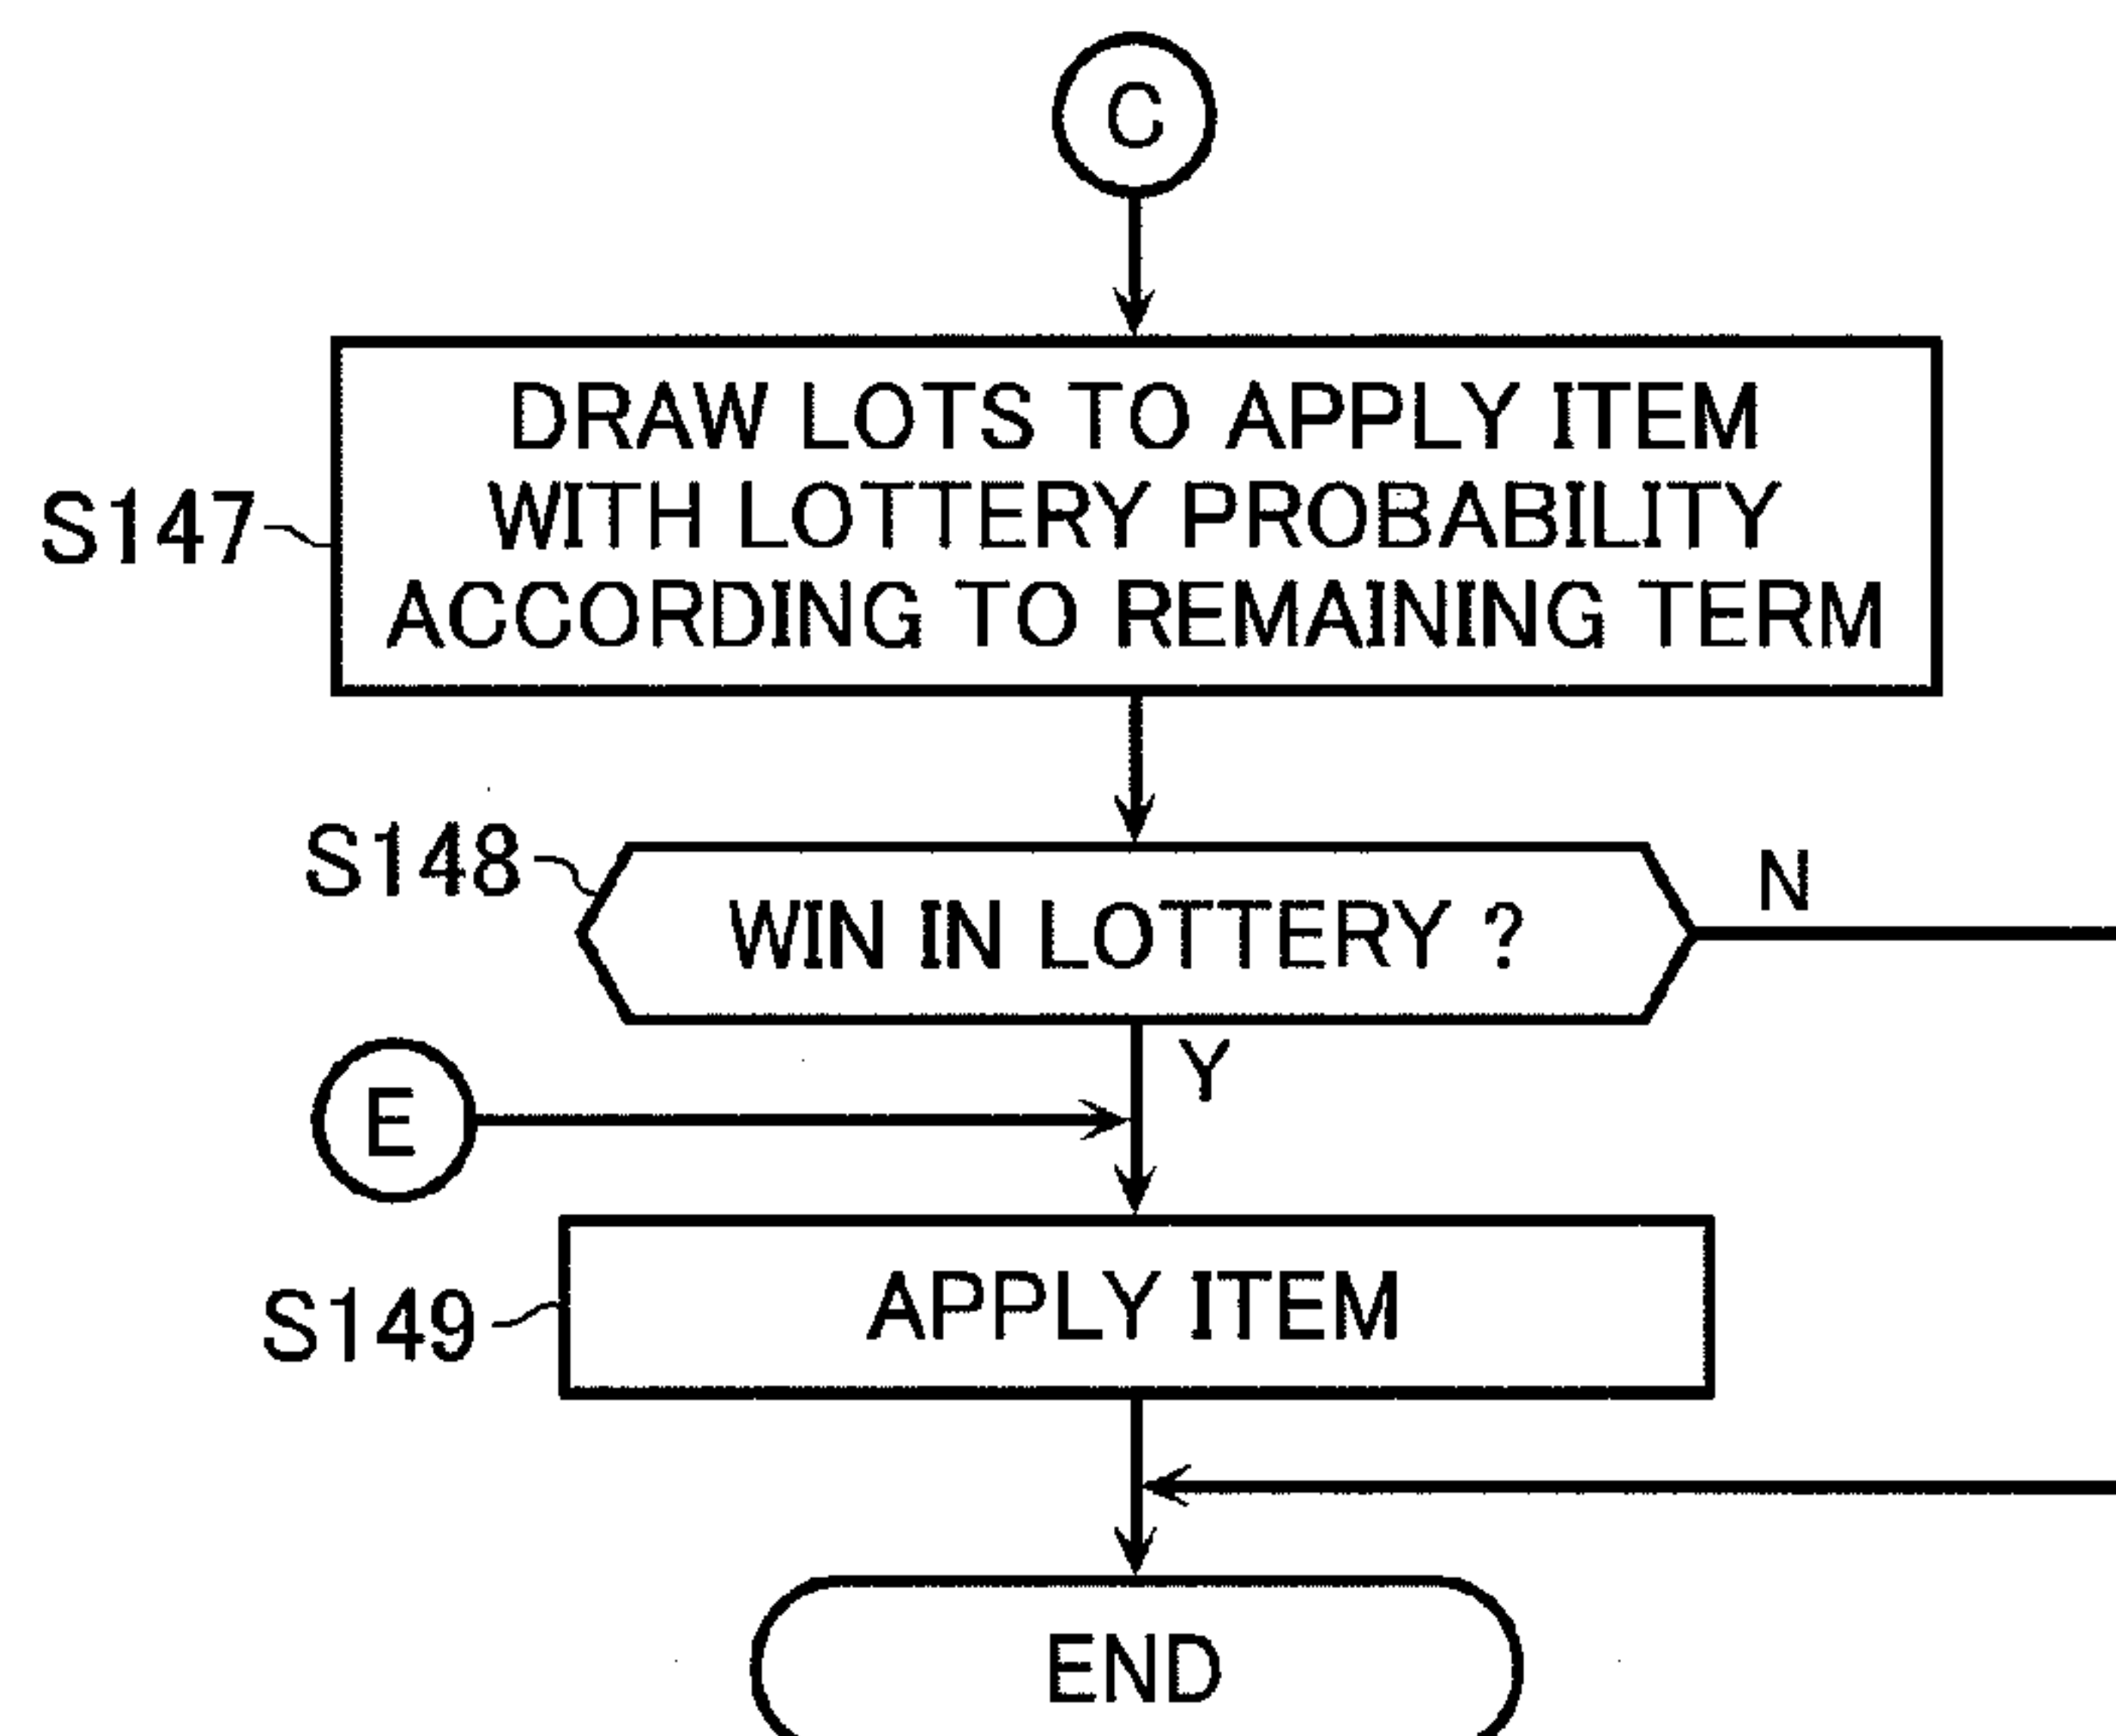 C
DRAW LOTS TO APPLY ITEM
WITH LOTTERY PROBABILITY
ACCORDING TO REMAINING TERM
S147
S148
N
WIN IN LOTTERY ?
Y
E
APPLY ITEM
S149
END